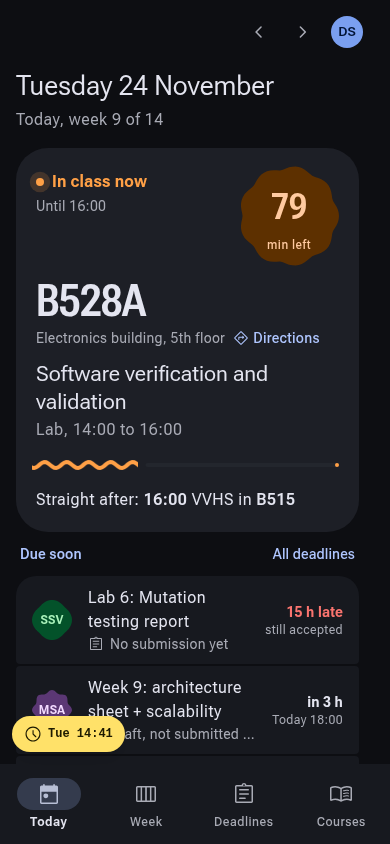 DS
Tuesday 24 November
Today, week 9 of 14
In class now
Until 16:00
79
min left
B528A
Electronics building, 5th floor Directions
Software verification and
validation
Lab, 14:00 to 16:00
Straight after: 16:00 VVHS in B515
Due soon
All deadlines
SSV
Lab 6: Mutation
testing report
No submission yet
15 h late
still accepted
MSA
Week 9: architecture
sheet + scalability
aft, not submitted ...
in 3 h
Today 18:00
Tue 14:41
Today
Week
Deadlines
Courses